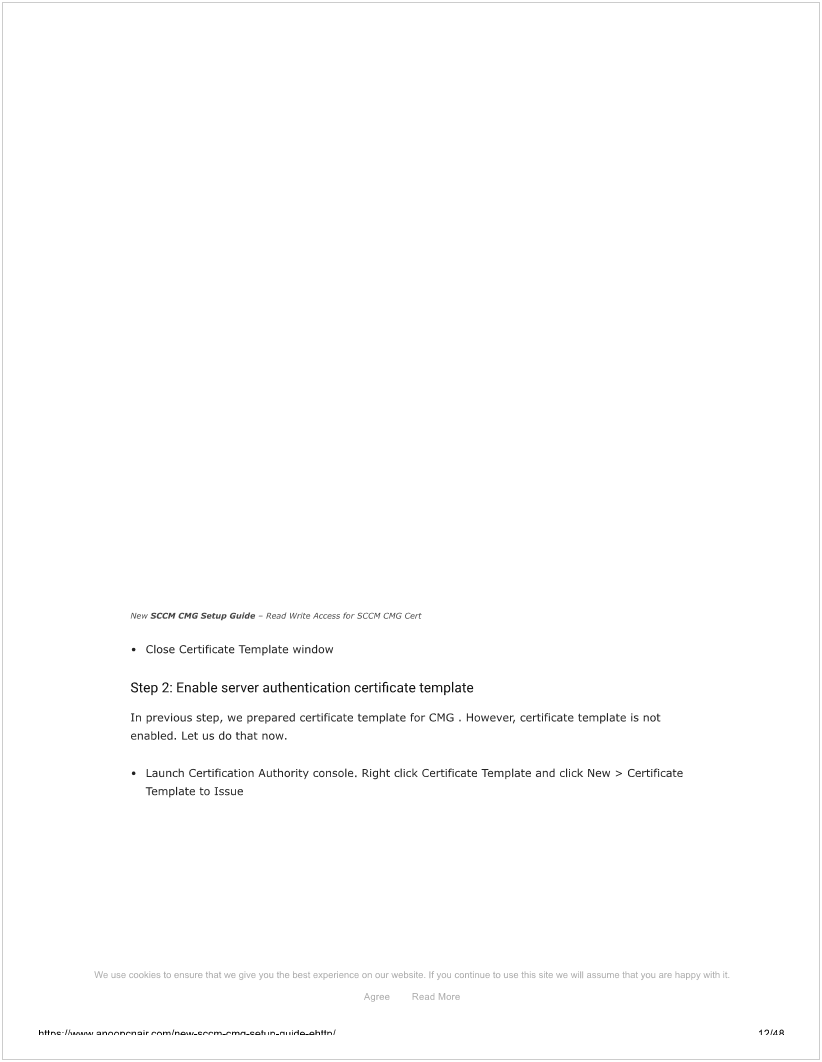 New SCCM CMG Setup Guide – Read Write Access for SCCM CMG Cert
• Close Certificate Template window
Step 2: Enable server authentication certificate template
In previous step, we prepared certificate template for CMG . However, certificate template is not
enabled. Let us do that now.
• Launch Certification Authority console. Right click Certificate Template and click New > Certificate
Template to Issue
We use cookies to ensure that we give you the best experience on our website. If you continue to use this site we will assume that you are happy with it.
Agree Read More
https://www.anoopcnair.com/new-sccm-cmg-setup-guide-ehttp/ 12/48